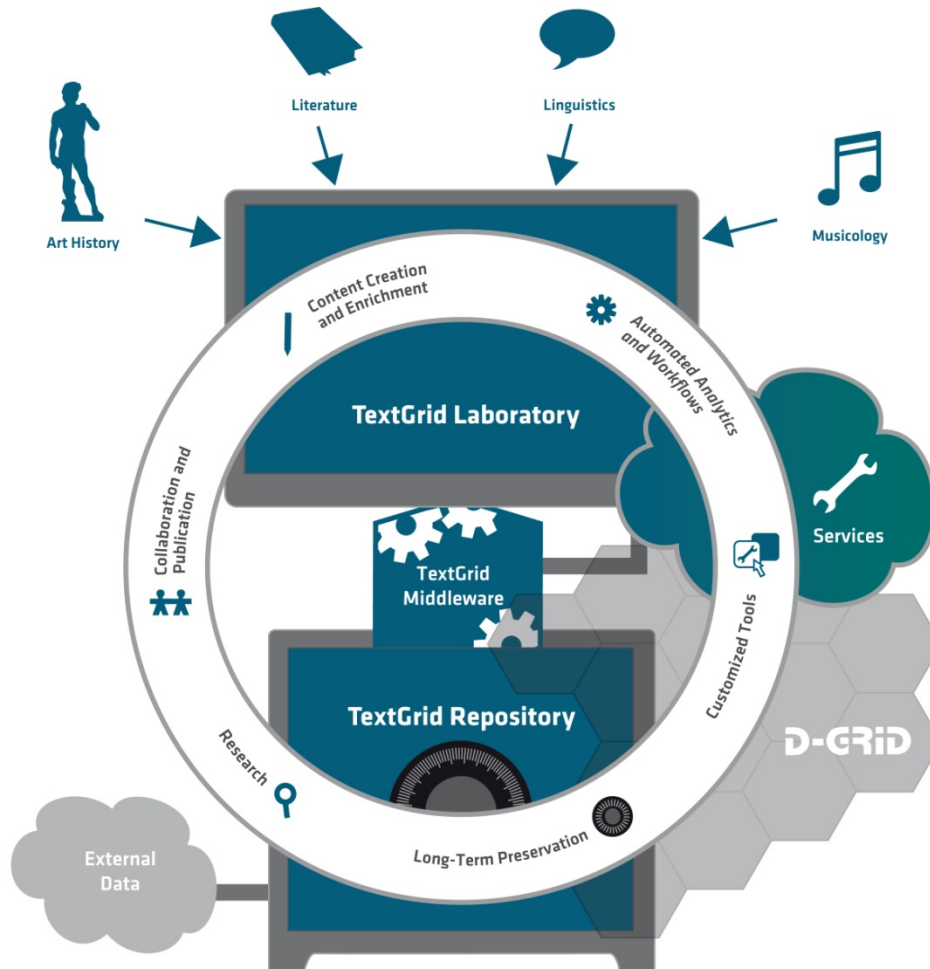 Literature
Linguistics
Art History
Musicology
Content Creation
and Enrichment
Automated Analytics
and Workflows
TextGrid Laboratory
Collaboration and
Publication
Services
TextGrid
Middleware
Customized Tools
TextGrid Repository
D-GRID
Research
Long-Term Preservation
External
Data